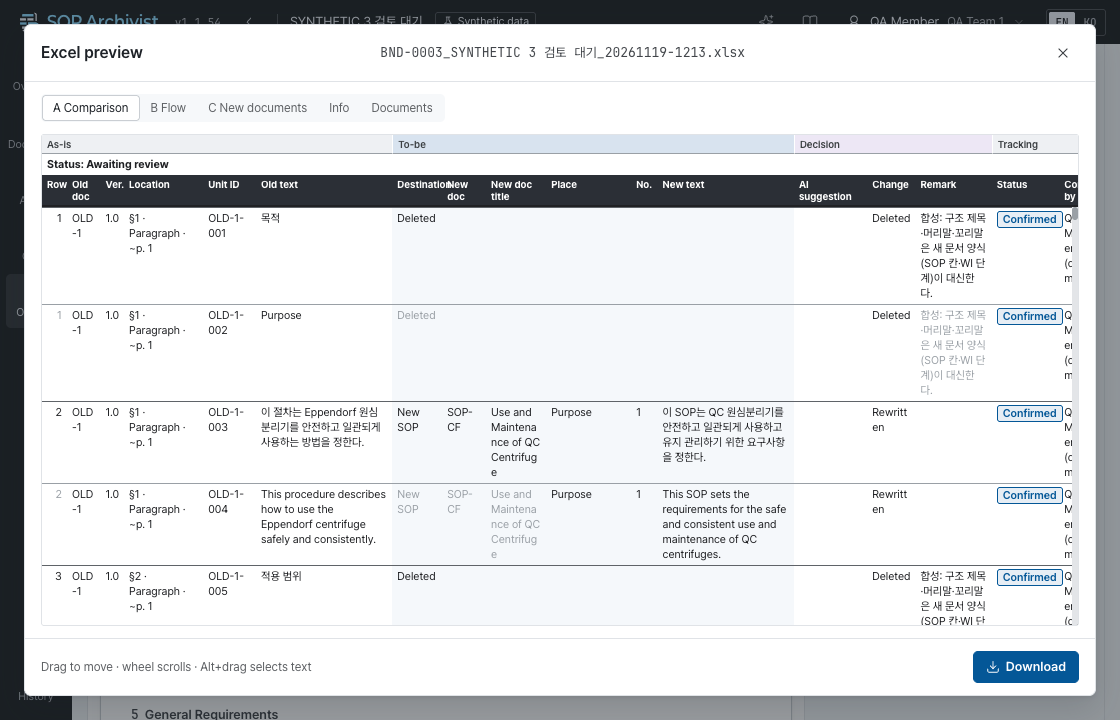 SOP Archivist v1.1.54 SYNTHETIC 3 검토 대기 Synthetic data QA Member QA Team 1 EN KO
Excel preview
BND-0003_SYNTHETIC 3 검토 대기_20261119-1213.xlsx
A Comparison B Flow C New documents Info Documents
As-is To-be Decision Tracking
Status: Awaiting review
Row Old doc Ver. Location Unit ID Old text Destination New doc New doc title Place No. New text AI suggestion Change Remark Status
1 OLD-1 1.0 §1 · Paragraph · ~p. 1 OLD-1-001 목적 Deleted Deleted 합성: 구조 제목·머리말·꼬리말은 새 문서 양식(SOP 칸·WI 단계)이 대신한다. Confirmed
1 OLD-1 1.0 §1 · Paragraph · ~p. 1 OLD-1-002 Purpose Deleted Deleted 합성: 구조 제목·머리말·꼬리말은 새 문서 양식(SOP 칸·WI 단계)이 대신한다. Confirmed
2 OLD-1 1.0 §1 · Paragraph · ~p. 1 OLD-1-003 이 절차는 Eppendorf 원심분리기를 안전하고 일관되게 사용하는 방법을 정한다. New SOP SOP-CF Use and Maintenance of QC Centrifuge Purpose 1 이 SOP는 QC 원심분리기를 안전하고 일관되게 사용하고 유지 관리하기 위한 요구사항을 정한다. Rewritten Confirmed
2 OLD-1 1.0 §1 · Paragraph · ~p. 1 OLD-1-004 This procedure describes how to use the Eppendorf centrifuge safely and consistently. New SOP SOP-CF Use and Maintenance of QC Centrifuge Purpose 1 This SOP sets the requirements for the safe and consistent use and maintenance of QC centrifuges. Rewritten Confirmed
3 OLD-1 1.0 §2 · Paragraph · ~p. 1 OLD-1-005 적용 범위 Deleted Deleted 합성: 구조 제목·머리말·꼬리말은 새 문서 양식(SOP 칸·WI 단 Confirmed
Drag to move · wheel scrolls · Alt+drag selects text
Download
History
5 General Requirements